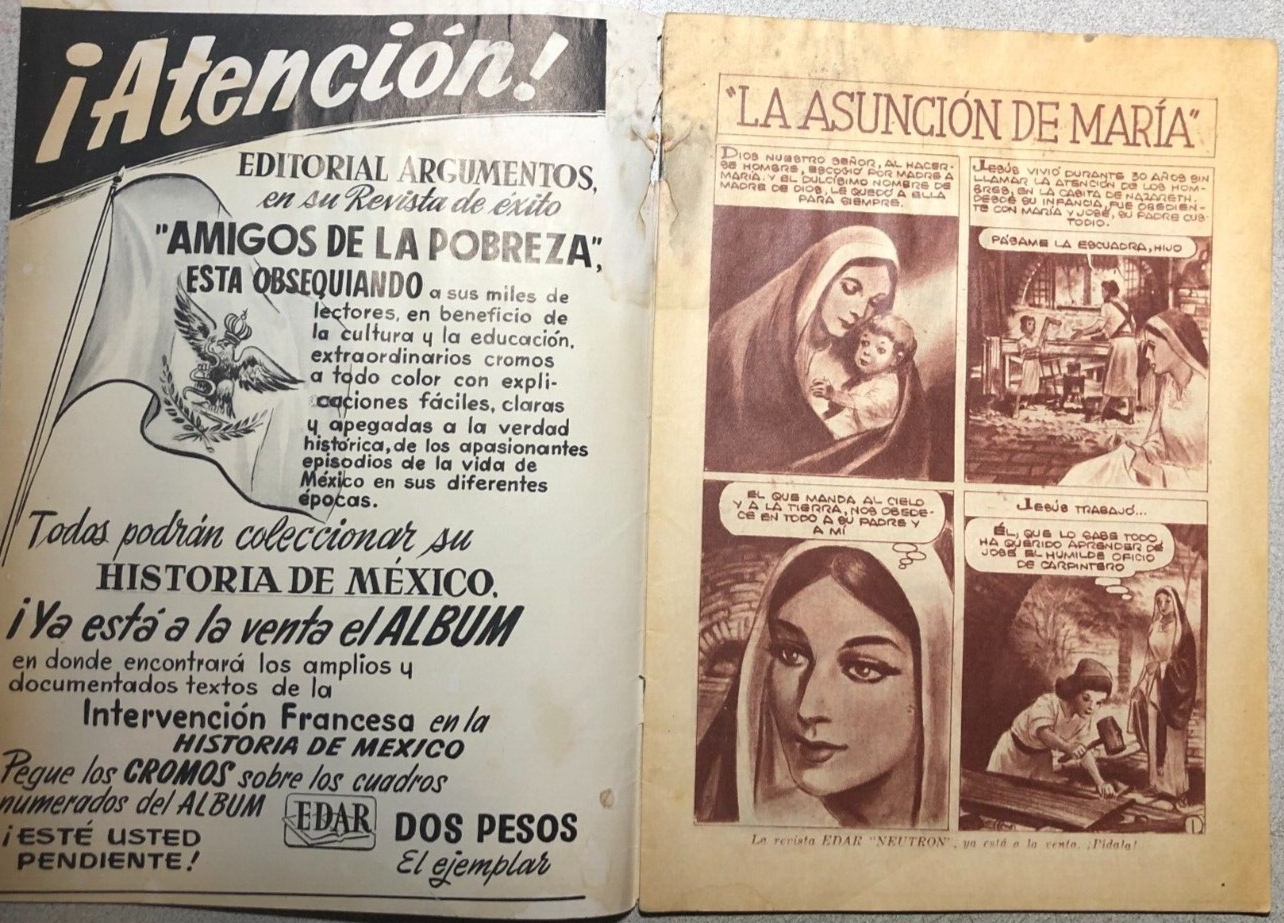 ¡Atención!
EDITORIAL ARGUMENTOS,
en su Revista de éxito
"AMIGOS DE LA POBREZA",
ESTA OBSEQUIANDO a sus miles de
lectores, en beneficio de
la cultura y la educación,
extraordinarios cromos
a todo color con expli-
caciones fáciles, claras
y apegadas a la verdad
histórica, de los apasionantes
episodios de la vida de
México en sus diferentes
épocas.
Todos podrán coleccionar su
HISTORIA DE MÉXICO.
¡Ya está a la venta el ALBUM
en donde encontrará los amplios y
documentados textos de la
Intervención Francesa en la
HISTORIA DE MEXICO
Pegue los CROMOS sobre los cuadros
numerados del ALBUM
¡ESTÉ USTED
PENDIENTE!
EDAR
DOS PESOS
El ejemplar
"LA ASUNCIÓN DE MARÍA"
DIOS NUESTRO SEÑOR, AL HACER-
SE HOMBRE, ESCOGIÓ POR MADRE A
MARÍA. Y EL DULCÍSIMO NOMBRE DE
MADRE DE DIOS, LE QUEDÓ A ELLA
PARA SIEMPRE.
JESÚS VIVIÓ DURANTE 30 AÑOS SIN
LLAMAR LA ATENCIÓN DE LOS HOM-
BRES, EN LA CASITA DE NAZARETH.
DESDE SU INFANCIA, FUE OBEDIEN-
TE CON MARÍA Y JOSÉ, SU PADRE CUS-
TODIO.
PÁSAME LA ESCUADRA, HIJO
EL QUE MANDA AL CIELO
Y A LA TIERRA, NOS OBEDE-
CE EN TODO A SU PADRE Y
A MÍ
JESÚS TRABAJÓ...
ÉL, QUE LO SABE TODO,
HA QUERIDO APRENDER DE
JOSÉ EL HUMILDE OFICIO
DE CARPINTERO
1
La revista EDAR "NEUTRON", ya está a la venta. ¡Pídala!